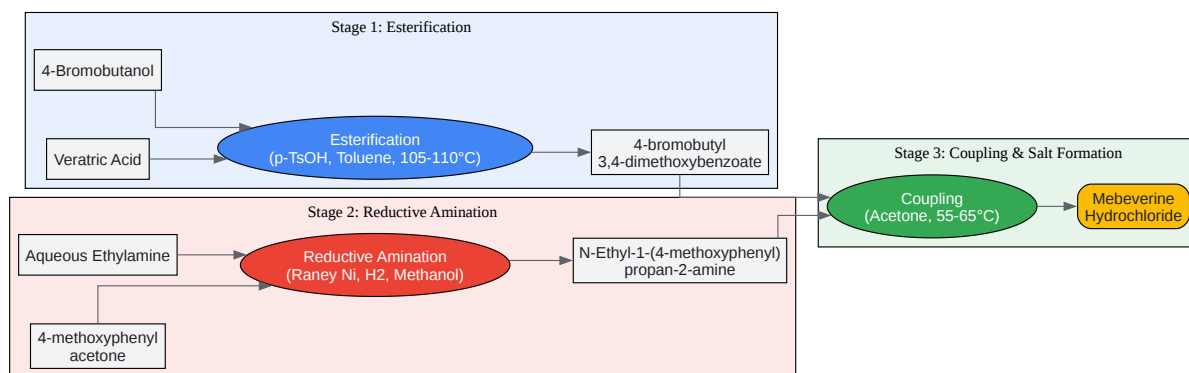 Stage 1: Esterification
4-Bromobutanol
Veratric Acid
Esterification
(p-TsOH, Toluene, 105-110°C)
4-bromobutyl
3,4-dimethoxybenzoate
Stage 2: Reductive Amination
Aqueous Ethylamine
4-methoxyphenyl
acetone
Reductive Amination
(Raney Ni, H2, Methanol)
N-Ethyl-1-(4-methoxyphenyl)
propan-2-amine
Stage 3: Coupling & Salt Formation
Coupling
(Acetone, 55-65°C)
Mebeverine
Hydrochloride